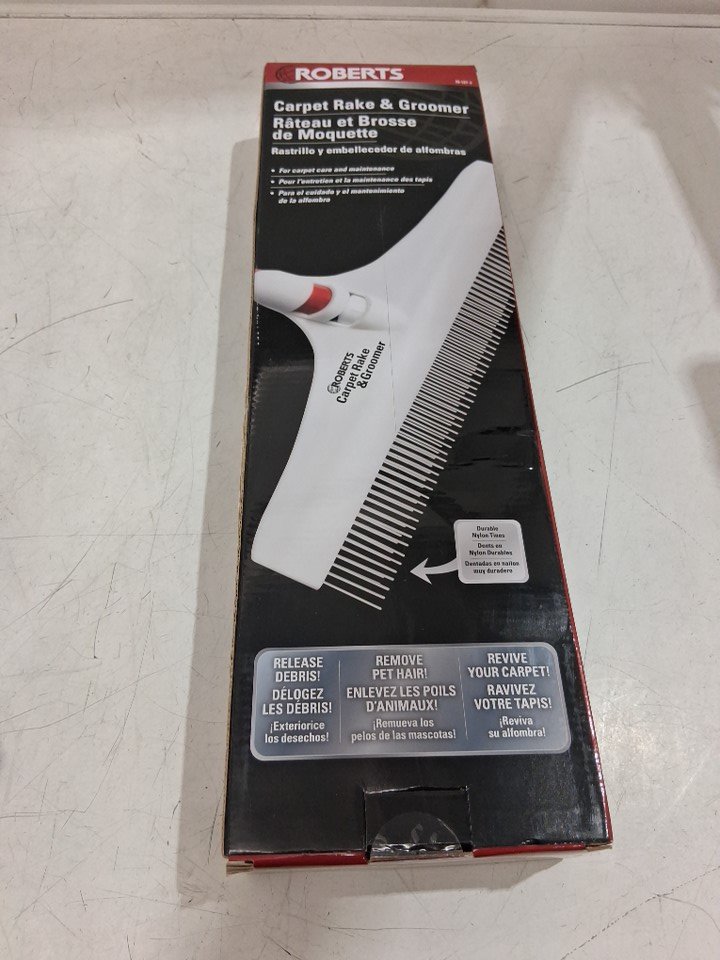 ROBERTS
Carpet Rake & Groomer
Râteau et Brosse
de Moquette
Rastrillo y embellecedor de alfombras
• For carpet care and maintenance
• Pour l'entretien et la maintenance des tapis
• Para el cuidado y el mantenimiento
de la alfombra
ROBERTS
Carpet Rake
& Groomer
Durable
Nylon Tines
Dents en
Nylon Durables
Dentadas en nailon
muy duradero
RELEASE
DEBRIS!
DÉLOGEZ
LES DÉBRIS!
¡Exteriorice
los desechos!
REMOVE
PET HAIR!
ENLEVEZ LES POILS
D'ANIMAUX!
¡Remueva los
pelos de las mascotas!
REVIVE
YOUR CARPET!
RAVIVEZ
VOTRE TAPIS!
¡Reviva
su alfombra!